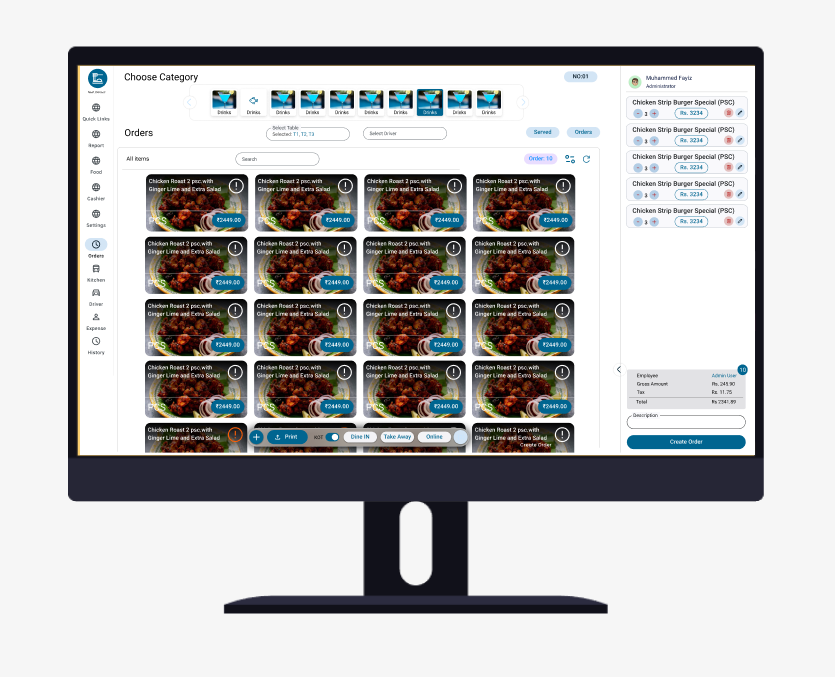 Choose Category
NO:01
Quick Links
Report
Food
Cashier
Settings
Orders
Kitchen
Driver
Expense
History
Drinks
Drinks
Drinks
Drinks
Drinks
Drinks
Drinks
Drinks
Drinks
Drinks
Orders
Select Table
Selected: T1, T2, T3
Select Driver
Served
Orders
All items
Search
Order: 10
Chicken Roast 2 psc,with
Ginger Lime and Extra Salad
PCS
₹2449.00
Chicken Roast 2 psc,with
Ginger Lime and Extra Salad
PCS
₹2449.00
Chicken Roast 2 psc,with
Ginger Lime and Extra Salad
PCS
₹2449.00
Chicken Roast 2 psc,with
Ginger Lime and Extra Salad
PCS
₹2449.00
Chicken Roast 2 psc,with
Ginger Lime and Extra Salad
PCS
₹2449.00
Chicken Roast 2 psc,with
Ginger Lime and Extra Salad
PCS
₹2449.00
Chicken Roast 2 psc,with
Ginger Lime and Extra Salad
PCS
₹2449.00
Chicken Roast 2 psc,with
Ginger Lime and Extra Salad
PCS
₹2449.00
Chicken Roast 2 psc,with
Ginger Lime and Extra Salad
PCS
₹2449.00
Chicken Roast 2 psc,with
Ginger Lime and Extra Salad
PCS
₹2449.00
Chicken Roast 2 psc,with
Ginger Lime and Extra Salad
PCS
₹2449.00
Chicken Roast 2 psc,with
Ginger Lime and Extra Salad
PCS
₹2449.00
Chicken Roast 2 psc,with
Ginger Lime and Extra Salad
PCS
₹2449.00
Chicken Roast 2 psc,with
Ginger Lime and Extra Salad
PCS
₹2449.00
Chicken Roast 2 psc,with
Ginger Lime and Extra Salad
PCS
₹2449.00
Chicken Roast 2 psc,with
Ginger Lime and Extra Salad
PCS
₹2449.00
Chicken Roast 2 psc,with
Ginger Lime and Extra Salad
Chicken Roast 2 psc,with
Ginger Lime and Extra Salad
Print
KOT
Dine IN
Take Away
Online
Create Order
Muhammed Fayiz
Administrator
Chicken Strip Burger Special (PSC)
Rs. 3234
Chicken Strip Burger Special (PSC)
Rs. 3234
Chicken Strip Burger Special (PSC)
Rs. 3234
Chicken Strip Burger Special (PSC)
Rs. 3234
Chicken Strip Burger Special (PSC)
Rs. 3234
10
Employee Admin User
Gross Amount Rs. 245.90
Tax Rs. 11.75
Total Rs 2341.89
Description
Create Order